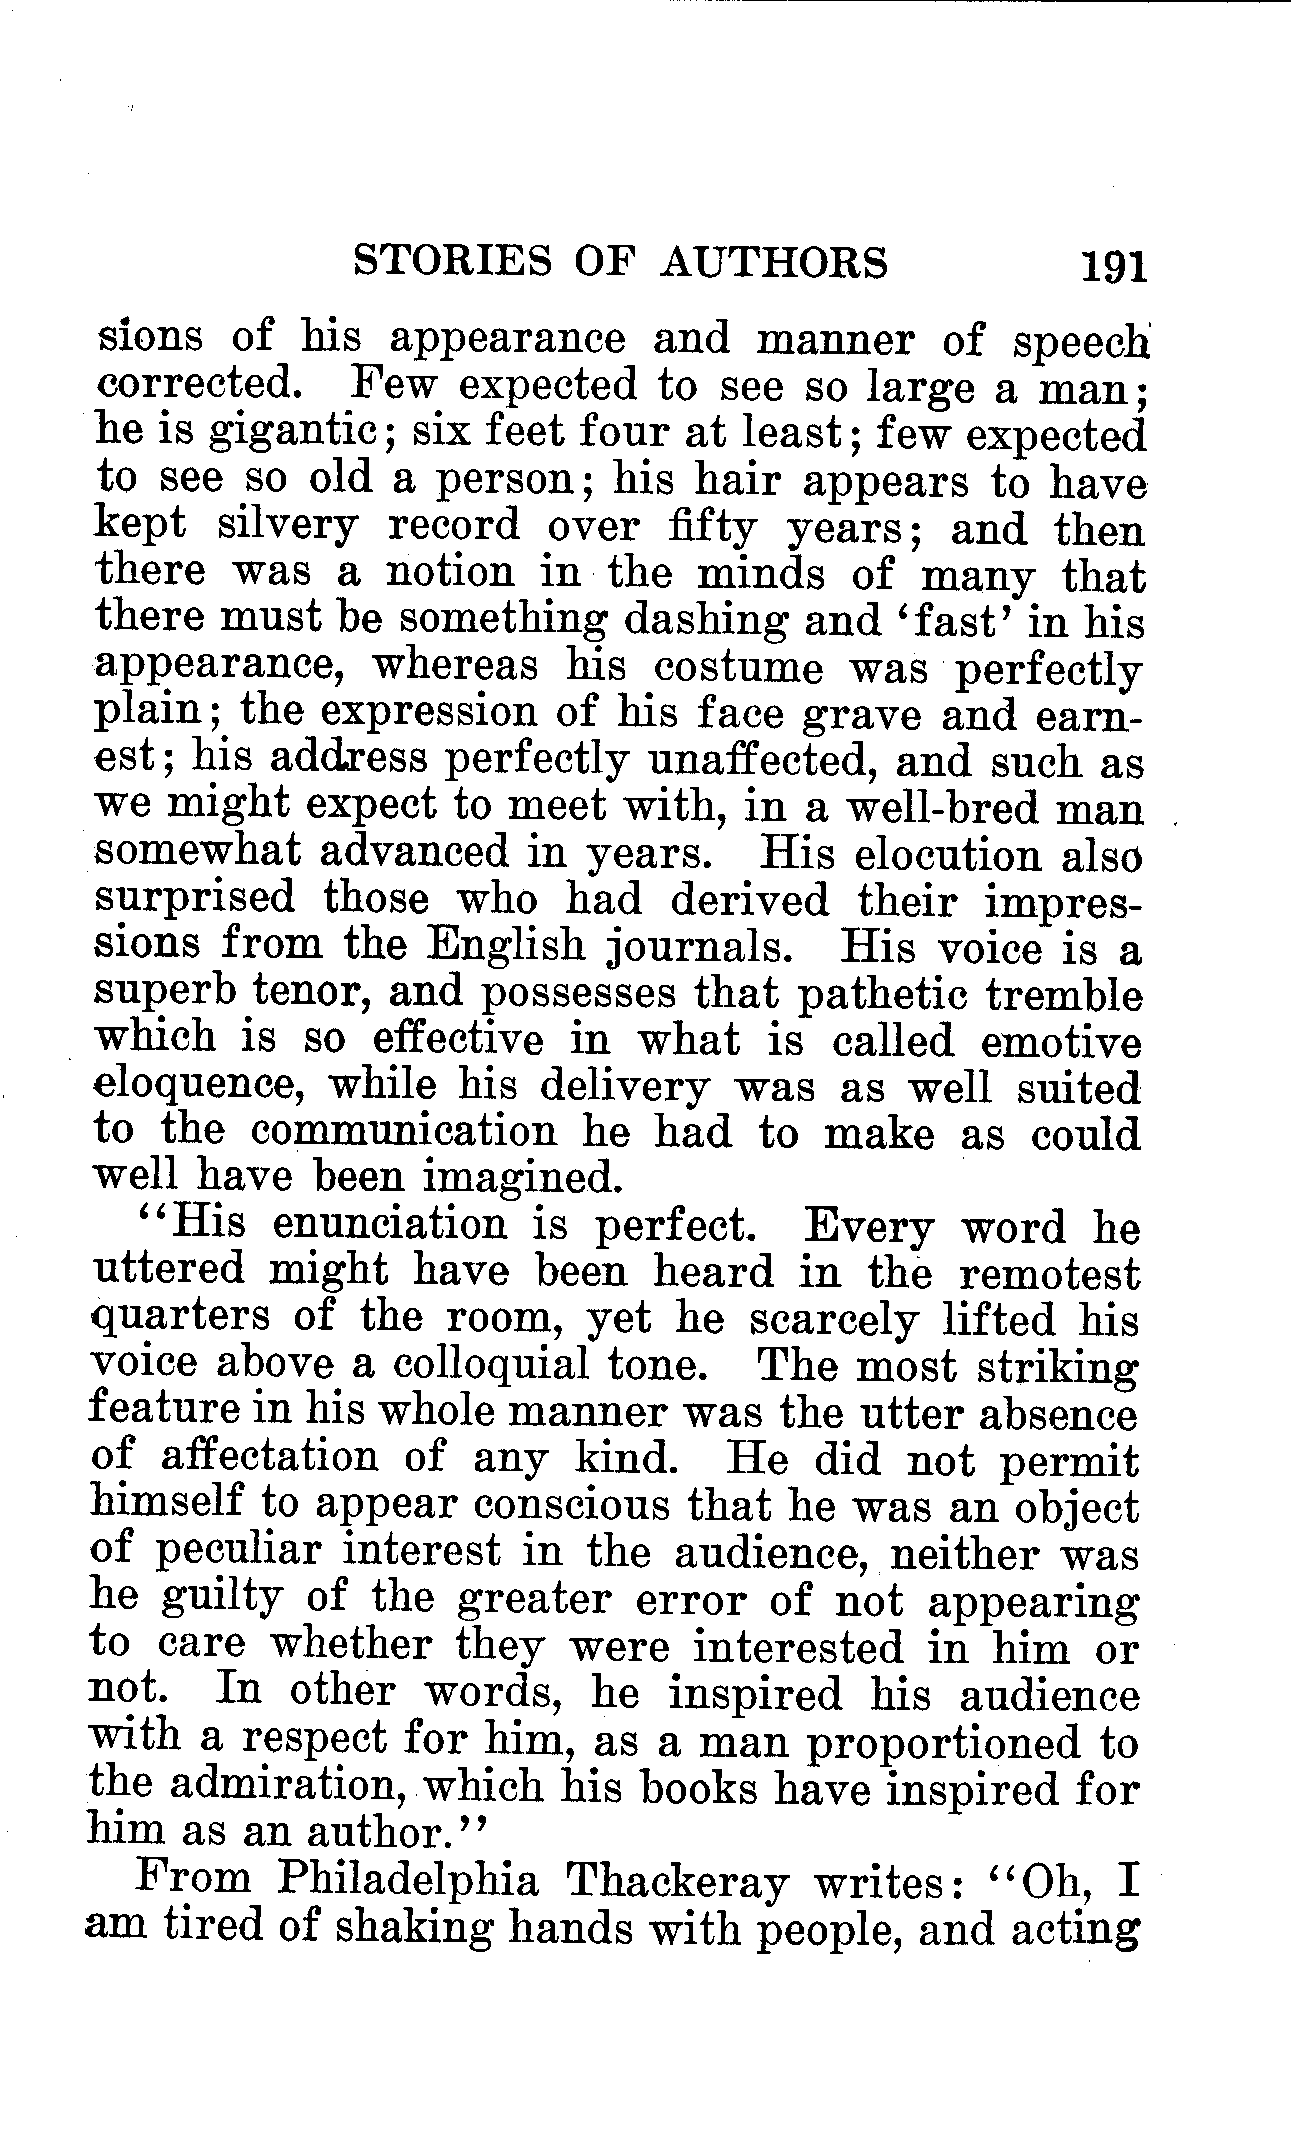 STORIES OF AUTHORS 191
sions of his appearance and manner of speech
corrected. Few expected to see so large a man;
he is gigantic; six feet four at least; few expected
to see so old a person; his hair appears to have
kept silvery record over fifty years; and then
there was a notion in the minds of many that
there must be something dashing and 'fast' in his
appearance, whereas his costume was perfectly
plain; the expression of his face grave and earn-
est; his address perfectly unaffected, and such as
we might expect to meet with, in a well-bred man
somewhat advanced in years. His elocution also
surprised those who had derived their impres-
sions from the English journals. His voice is a
superb tenor, and possesses that pathetic tremble
which is so effective in what is called emotive
eloquence, while his delivery was as well suited
to the communication he had to make as could
well have been imagined.
"His enunciation is perfect. Every word he
uttered might have been heard in the remotest
quarters of the room, yet he scarcely lifted his
voice above a colloquial tone. The most striking
feature in his whole manner was the utter absence
of affectation of any kind. He did not permit
himself to appear conscious that he was an object
of peculiar interest in the audience, neither was
he guilty of the greater error of not appearing
to care whether they were interested in him or
not. In other words, he inspired his audience
with a respect for him, as a man proportioned to
the admiration, which his books have inspired for
him as an author."
From Philadelphia Thackeray writes: "Oh, I
am tired of shaking hands with people, and acting